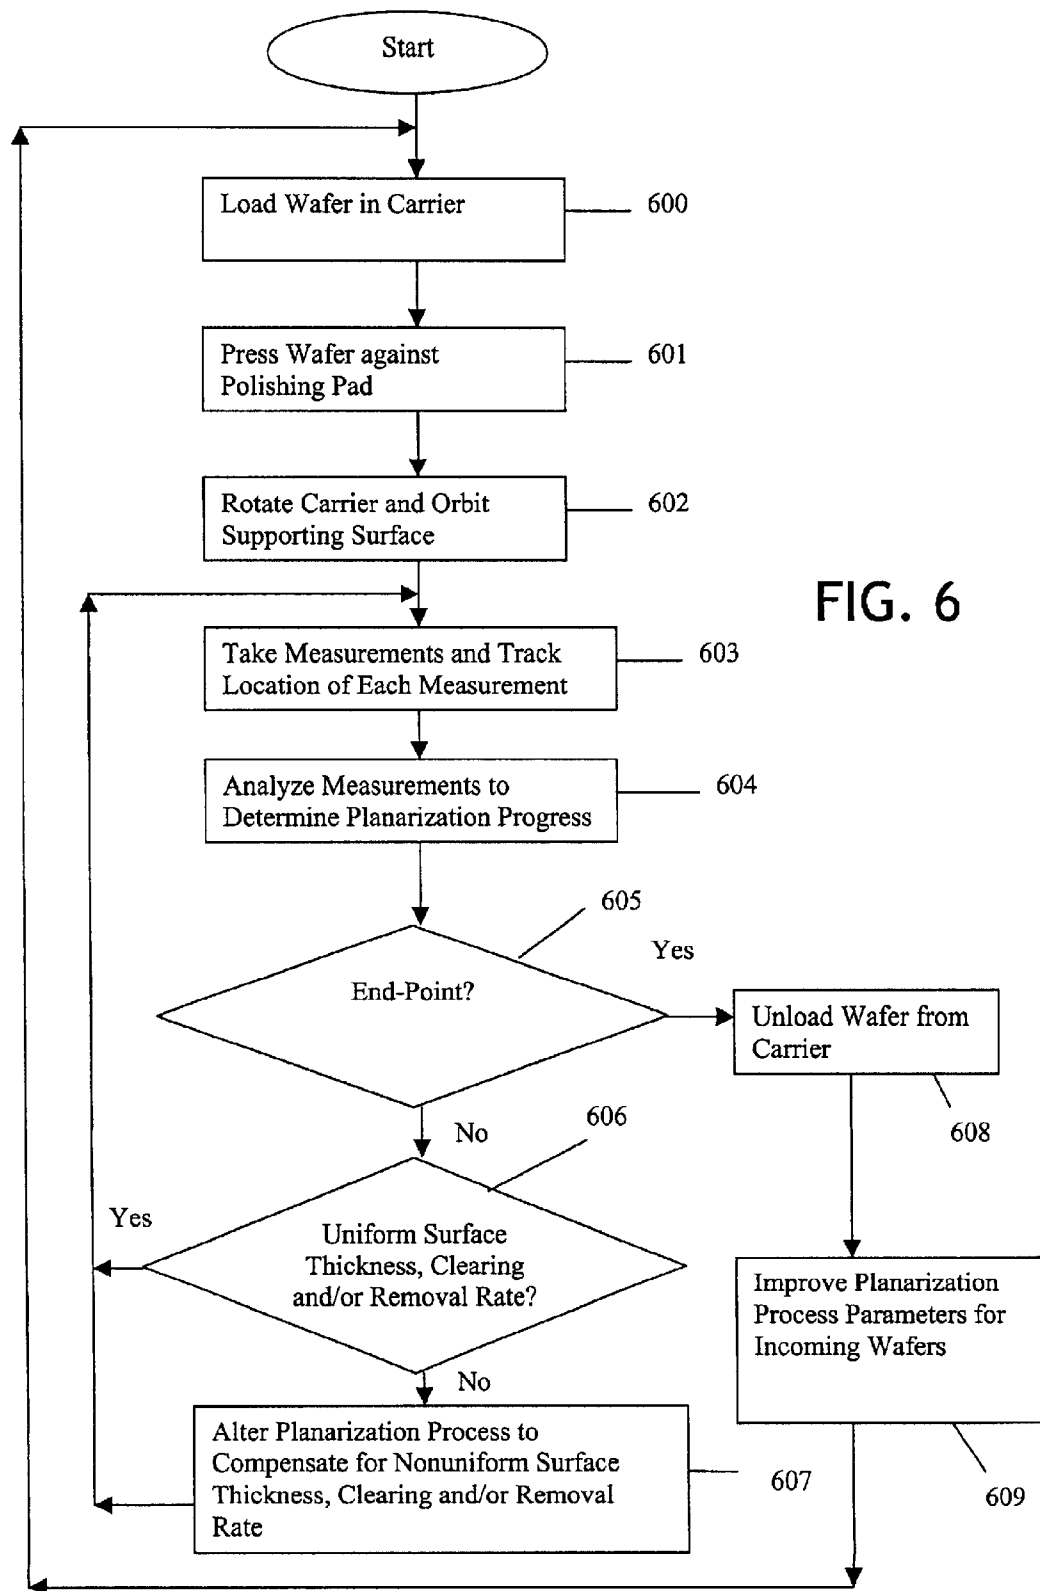 Start
Load Wafer in Carrier
600
Press Wafer against
Polishing Pad
601
Rotate Carrier and Orbit
Supporting Surface
602
FIG. 6
Take Measurements and Track
Location of Each Measurement
603
Analyze Measurements to
Determine Planarization Progress
604
605
End-Point?
Yes
Unload Wafer from
Carrier
608
No
606
Yes
Uniform Surface
Thickness, Clearing
and/or Removal Rate?
Improve Planarization
Process Parameters for
Incoming Wafers
609
No
Alter Planarization Process to
Compensate for Nonuniform Surface
Thickness, Clearing and/or Removal
Rate
607